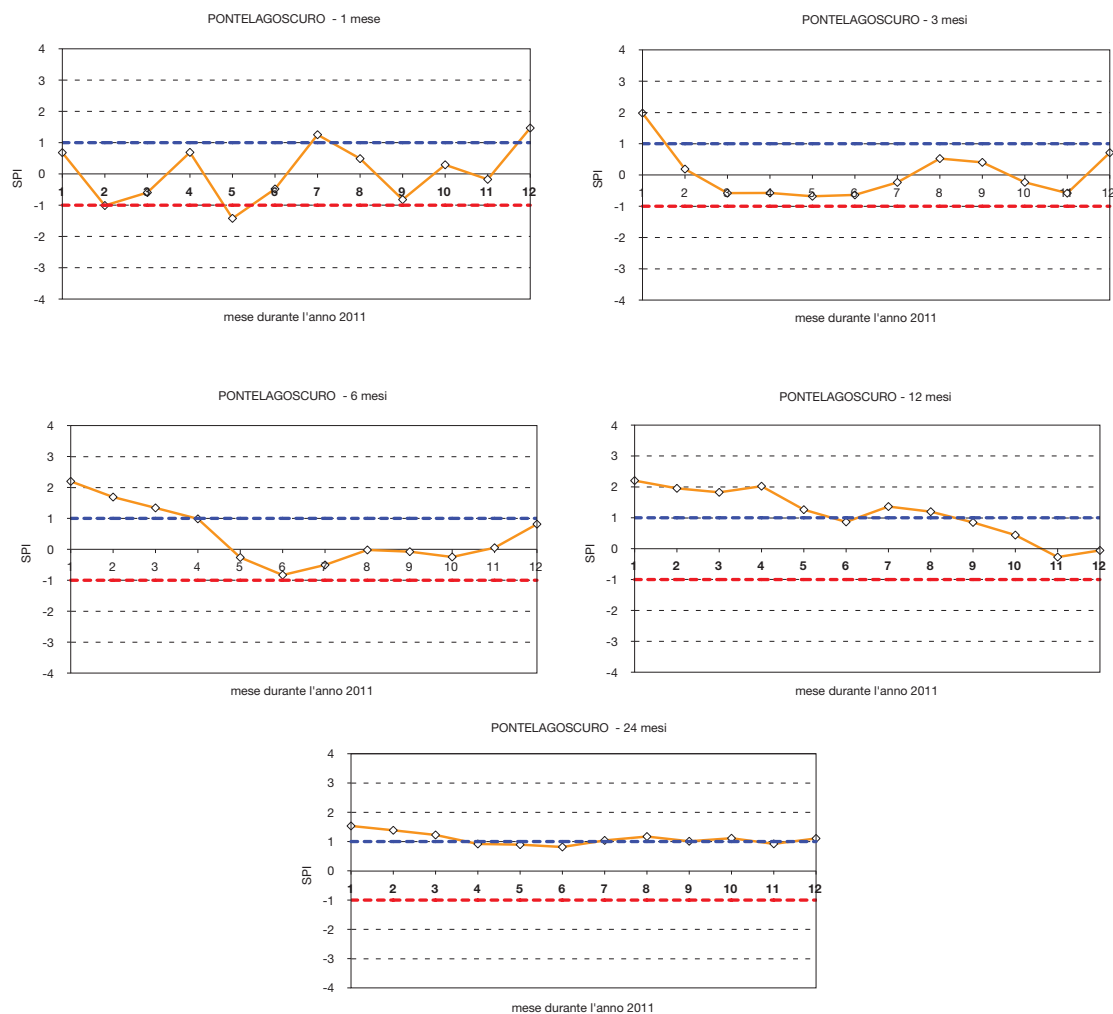 PONTELAGOSCURO - 1 mese
4
3
2
1
0
-1
-2
-3
-4
SPI
1 2 3 4 5 6 7 8 9 10 11 12
mese durante l'anno 2011
PONTELAGOSCURO - 3 mesi
4
3
2
1
0
-1
-2
-3
-4
SPI
1 2 3 4 5 6 7 8 9 10 11 12
mese durante l'anno 2011
PONTELAGOSCURO - 6 mesi
4
3
2
1
0
-1
-2
-3
-4
SPI
1 2 3 4 5 6 7 8 9 10 11 12
mese durante l'anno 2011
PONTELAGOSCURO - 12 mesi
4
3
2
1
0
-1
-2
-3
-4
SPI
1 2 3 4 5 6 7 8 9 10 11 12
mese durante l'anno 2011
PONTELAGOSCURO - 24 mesi
4
3
2
1
0
-1
-2
-3
-4
SPI
1 2 3 4 5 6 7 8 9 10 11 12
mese durante l'anno 2011